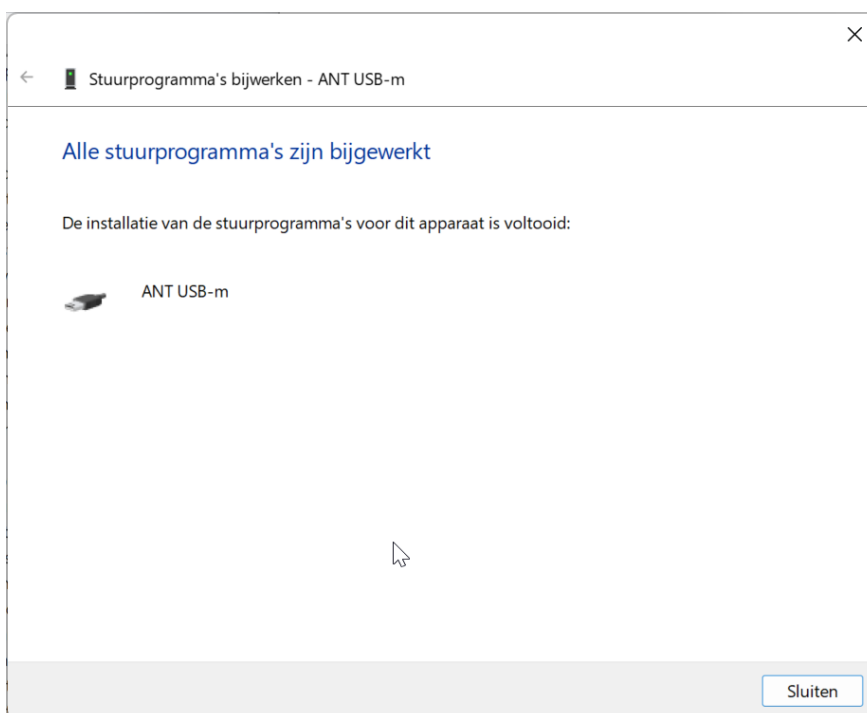 Stuurprogramma's bijwerken - ANT USB-m
Alle stuurprogramma's zijn bijgewerkt
De installatie van de stuurprogramma's voor dit apparaat is voltooid:
ANT USB-m
Sluiten